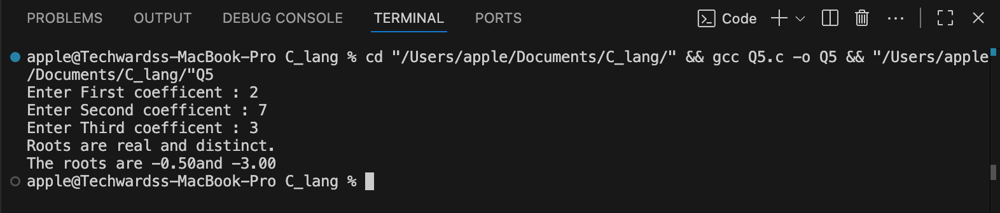 PROBLEMS OUTPUT DEBUG CONSOLE TERMINAL PORTS Code
apple@Techwardss-MacBook-Pro C_lang % cd "/Users/apple/Documents/C_lang/" && gcc Q5.c -o Q5 && "/Users/apple
/Documents/C_lang/"Q5
Enter First coefficent : 2
Enter Second coefficent : 7
Enter Third coefficent : 3
Roots are real and distinct.
The roots are -0.50and -3.00
apple@Techwardss-MacBook-Pro C_lang %